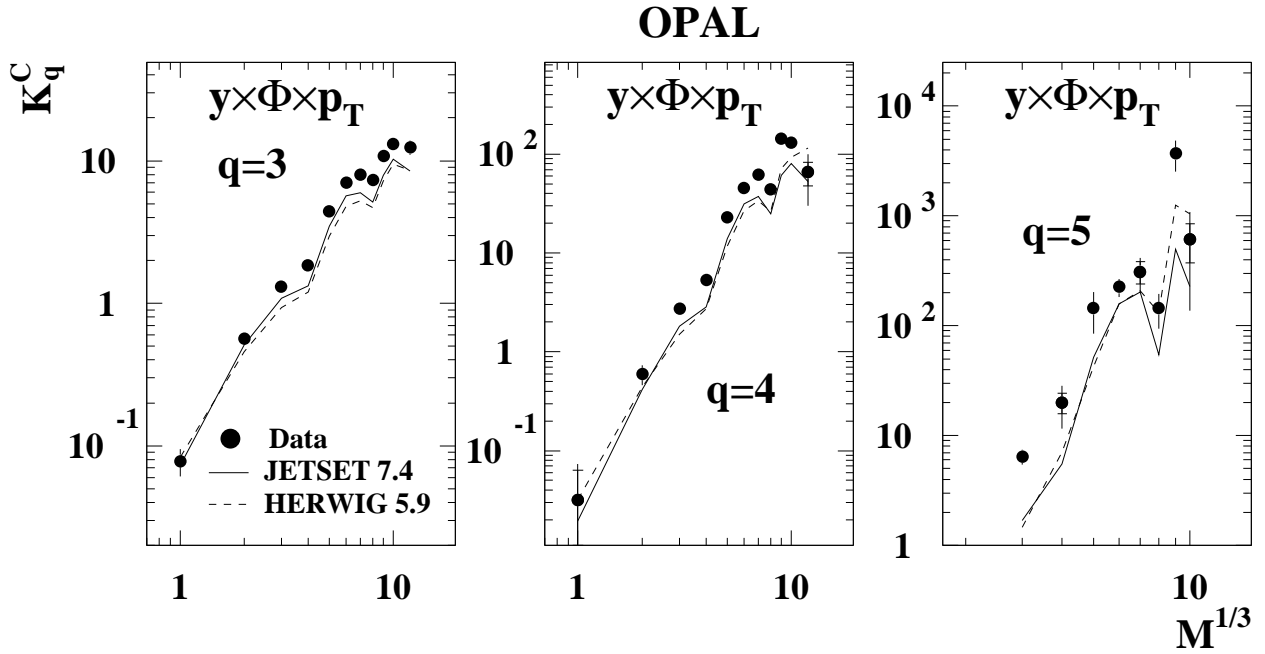 OPAL
K_q^C
y×Φ×p_T
y×Φ×p_T
y×Φ×p_T
q=3
q=4
q=5
10
1
10^-1
10^2
10
1
10^-1
10^4
10^3
10^2
10
1
Data
JETSET 7.4
HERWIG 5.9
1
10
1
10
10
M^1/3